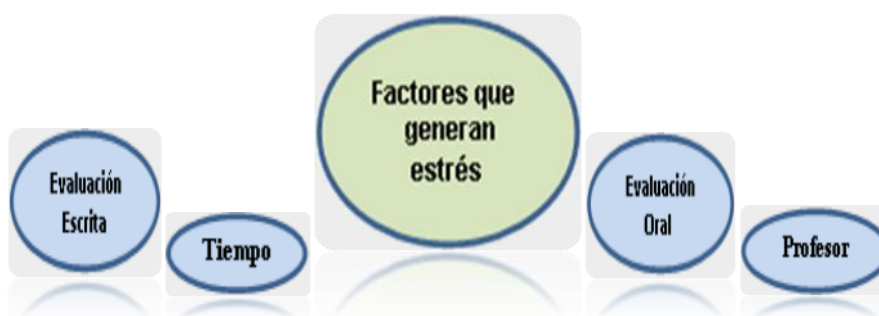 Evaluación
Escrita
Tiempo
Factores que
generan
estrés
Evaluación
Oral
Profesor